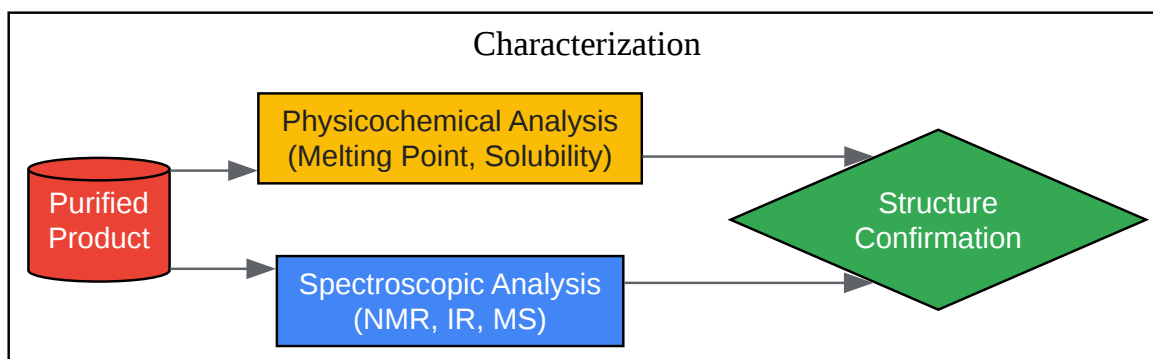 Characterization
Physicochemical Analysis
(Melting Point, Solubility)
Purified
Product
Structure
Confirmation
Spectroscopic Analysis
(NMR, IR, MS)